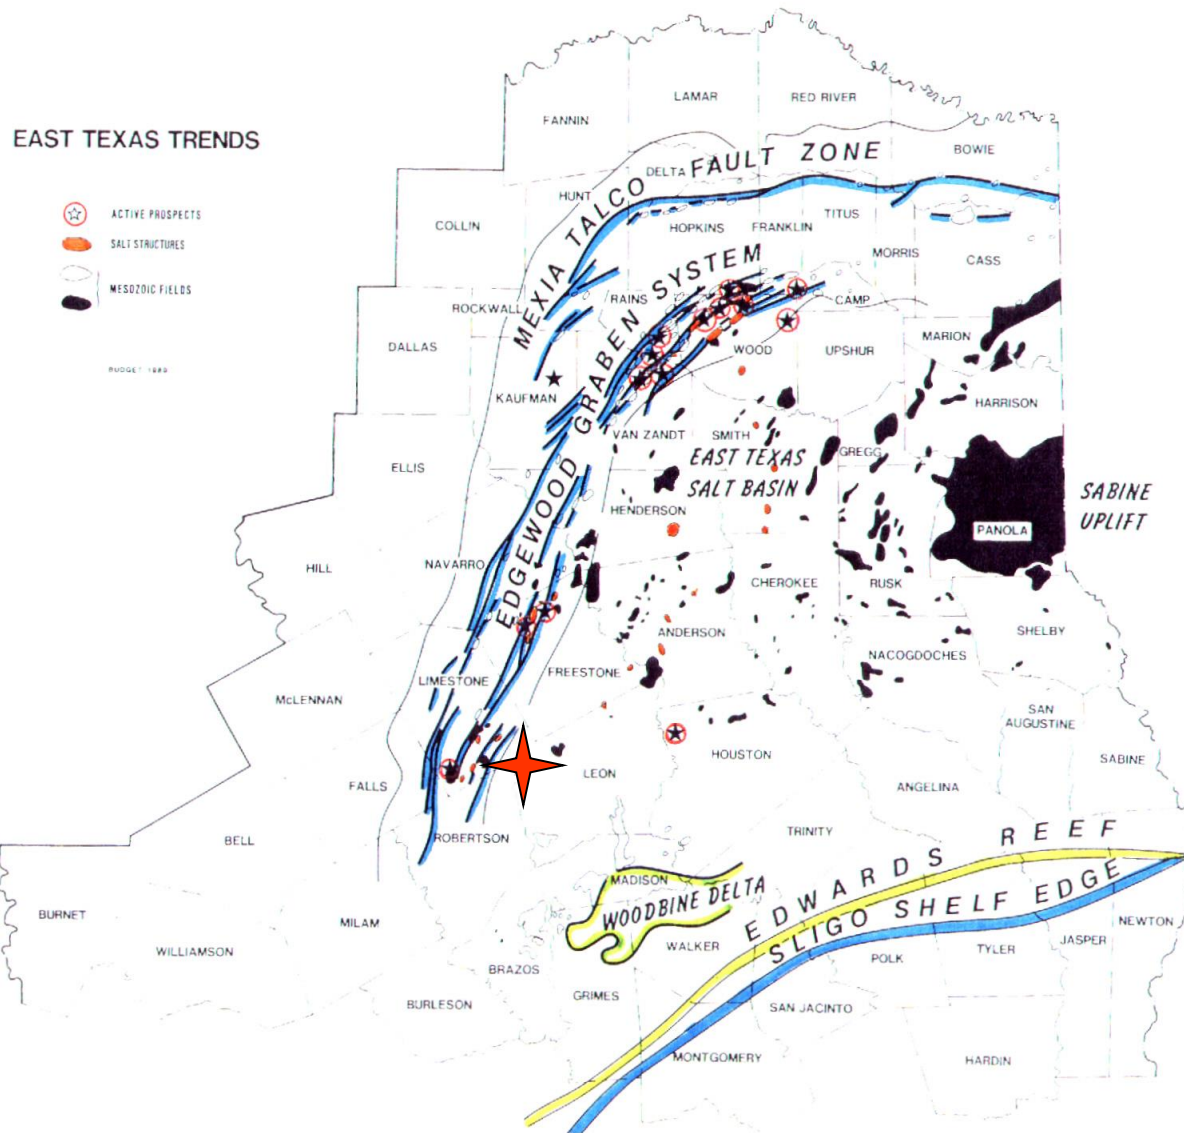 LAMAR
RED RIVER
FANNIN
EAST TEXAS TRENDS
BOWIE
DELTA
MEXIA TALCO FAULT ZONE
HUNT
ACTIVE PROSPECTS
TITUS
COLLIN
HOPKINS
FRANKLIN
SALT STRUCTURES
MORRIS
CASS
MESOZOIC FIELDS
RAINS
CAMP
ROCKWALL
EDGEWOOD GRABEN SYSTEM
MARION
DALLAS
WOOD
UPSHUR
BUDGET 1989
KAUFMAN
HARRISON
VAN ZANDT
SMITH
GREGG
EAST TEXAS
SALT BASIN
ELLIS
SABINE
UPLIFT
HENDERSON
PANOLA
NAVARRO
HILL
CHEROKEE
RUSK
ANDERSON
SHELBY
NACOGDOCHES
FREESTONE
LIMESTONE
McLENNAN
SAN
AUGUSTINE
HOUSTON
SABINE
LEON
FALLS
ANGELINA
ROBERTSON
TRINITY
BELL
EDWARDS REEF
MADISON
WOODBINE DELTA
SLIGO SHELF EDGE
BURNET
MILAM
NEWTON
WALKER
JASPER
WILLIAMSON
TYLER
POLK
BRAZOS
GRIMES
BURLESON
SAN JACINTO
MONTGOMERY
HARDIN